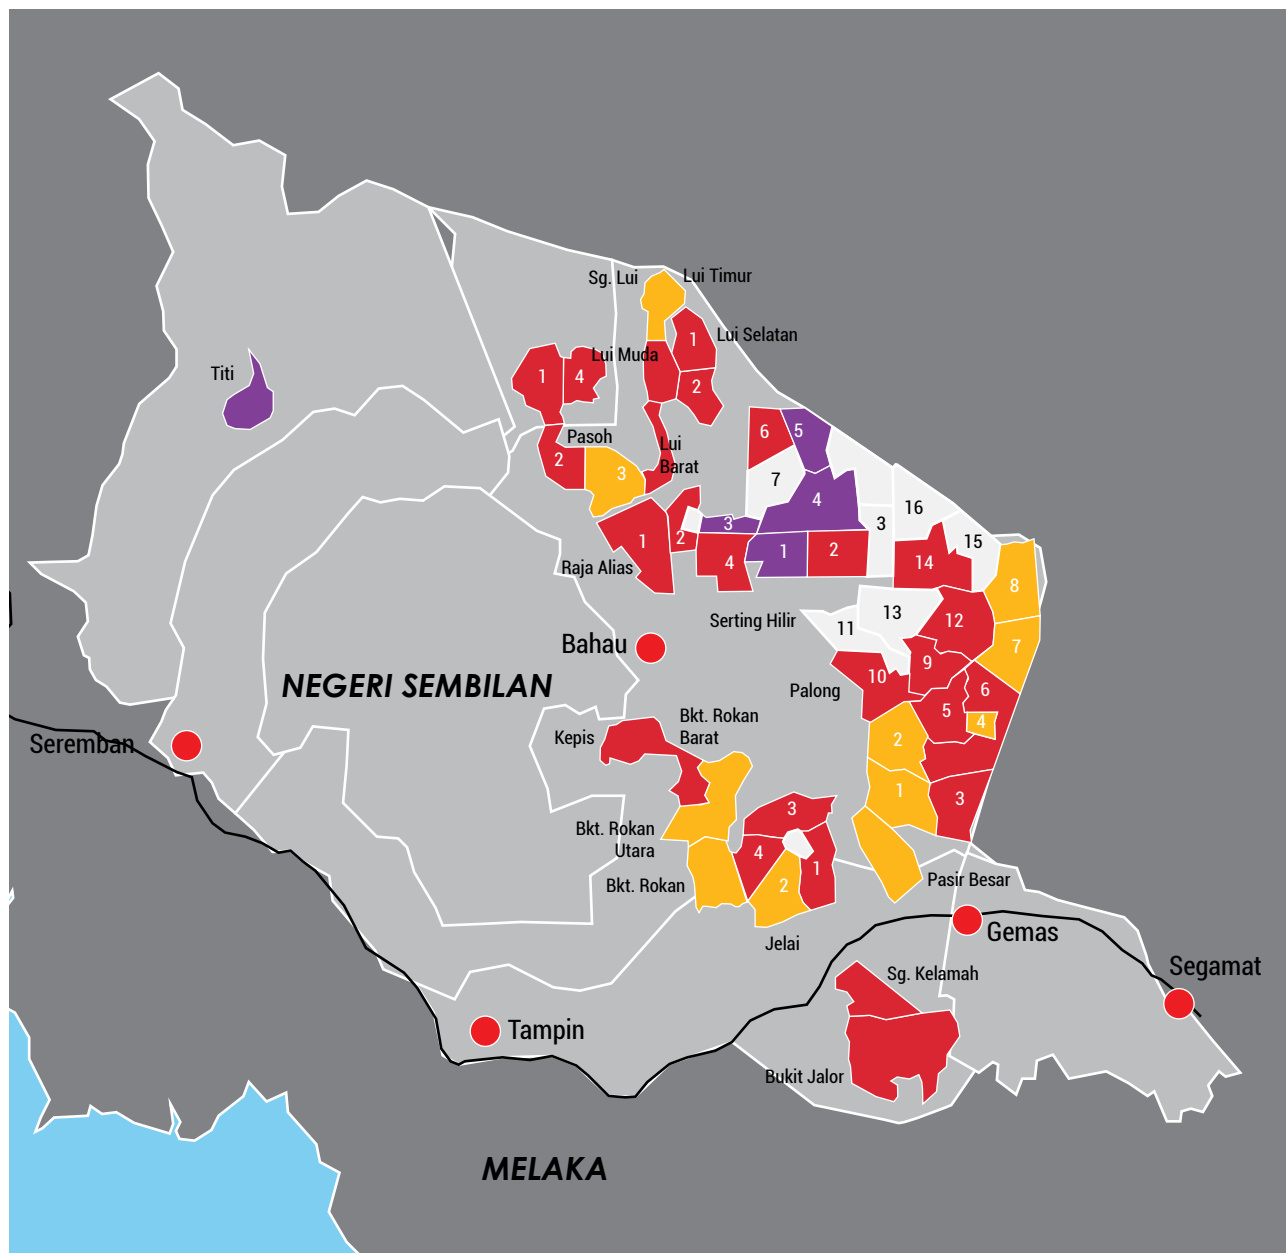 Sg. Lui
Lui Timur
1
Lui Selatan
Lui Muda
2
Titi
1
4
Pasoh
2
3
Lui
Barat
6
5
7
4
3
16
15
1
2
3
4
1
2
14
8
Raja Alias
Serting Hilir
11
13
12
7
Bahau
9
10
6
Palong
5
4
NEGERI SEMBILAN
Bkt. Rokan
Barat
Kepis
2
Seremban
1
3
3
Bkt. Rokan
Utara
4
1
2
Bkt. Rokan
Pasir Besar
Jelai
Gemas
Sg. Kelamah
Segamat
Tampin
Bukit Jalor
MELAKA